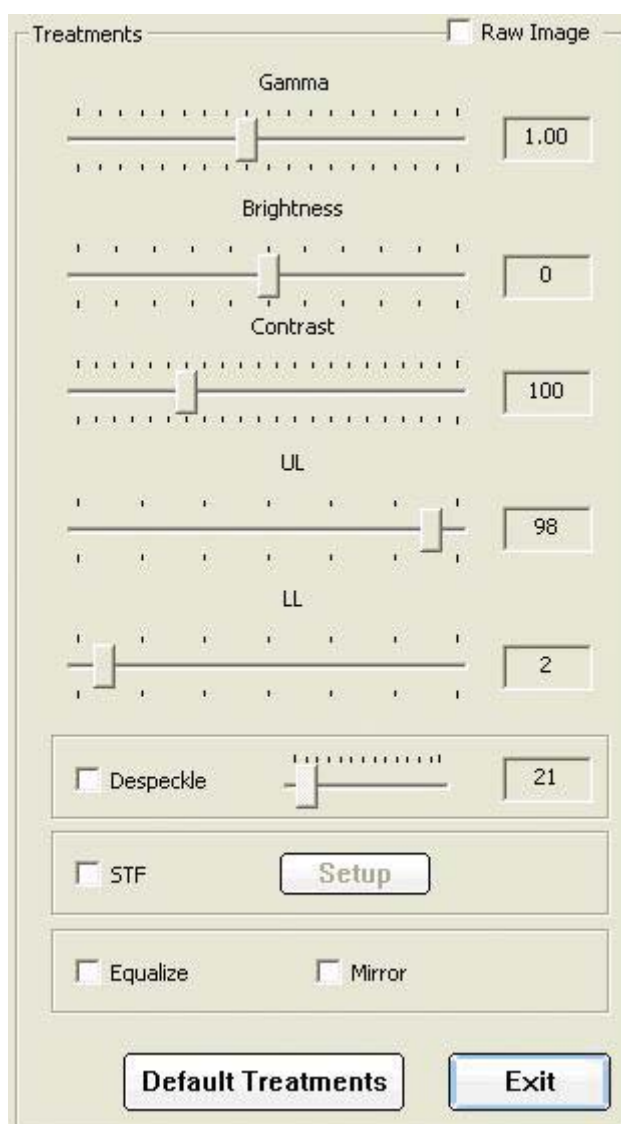 Treatments Raw Image
Gamma
1.00
Brightness
0
Contrast
100
UL
98
LL
2
Despeckle 21
STF Setup
Equalize Mirror
Default Treatments Exit